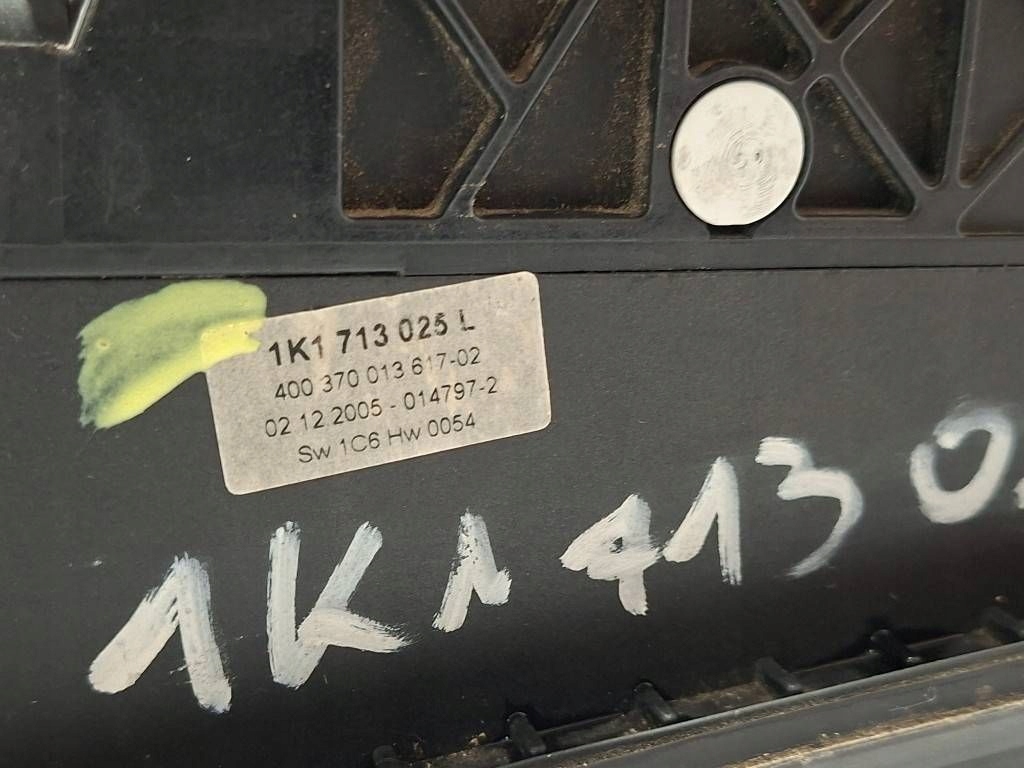 1K1 713 025 L
400 370 013 617-02
02 12 2005 - 014797-2
Sw 1C6 Hw 0054
1K1 713 0